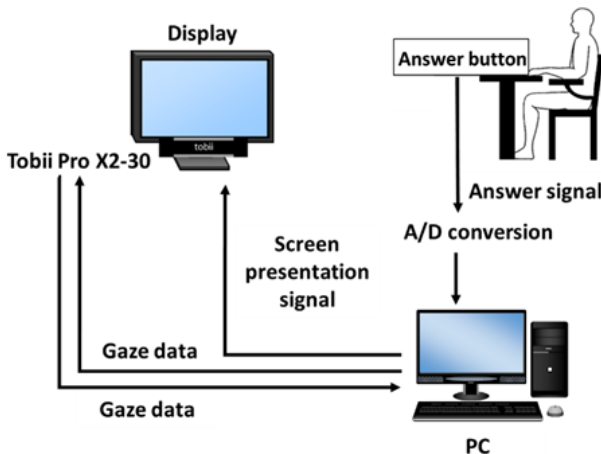 Display
Answer button
tobii
Tobii Pro X2-30
Answer signal
A/D conversion
Screen
presentation
signal
Gaze data
Gaze data
PC